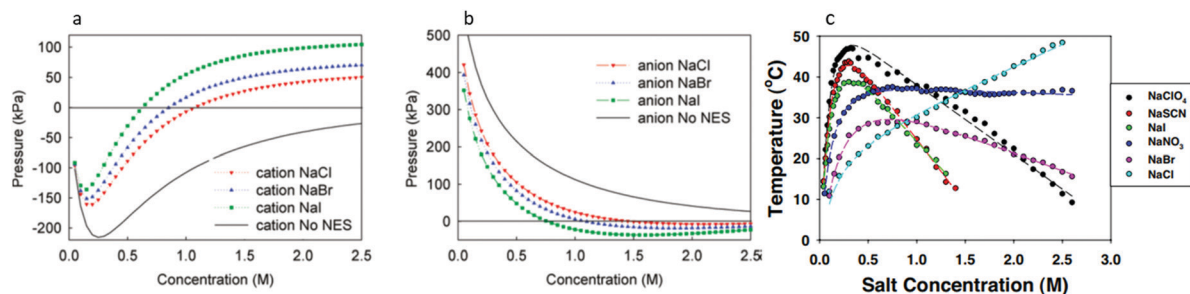 a
100
50
0
-50
-100
-150
-200
Pressure (kPa)
cation NaCl
cation NaBr
cation NaI
cation No NES
0.0 0.5 1.0 1.5 2.0 2.5
Concentration (M)
b
500
400
300
200
100
0
Pressure (kPa)
anion NaCl
anion NaBr
anion NaI
anion No NES
0.0 0.5 1.0 1.5 2.0 2.5
Concentration (M)
c
50
40
30
20
10
0
Temperature (°C)
0.0 0.5 1.0 1.5 2.0 2.5 3.0
Salt Concentration (M)
NaClO₄
NaSCN
NaI
NaNO₃
NaBr
NaCl